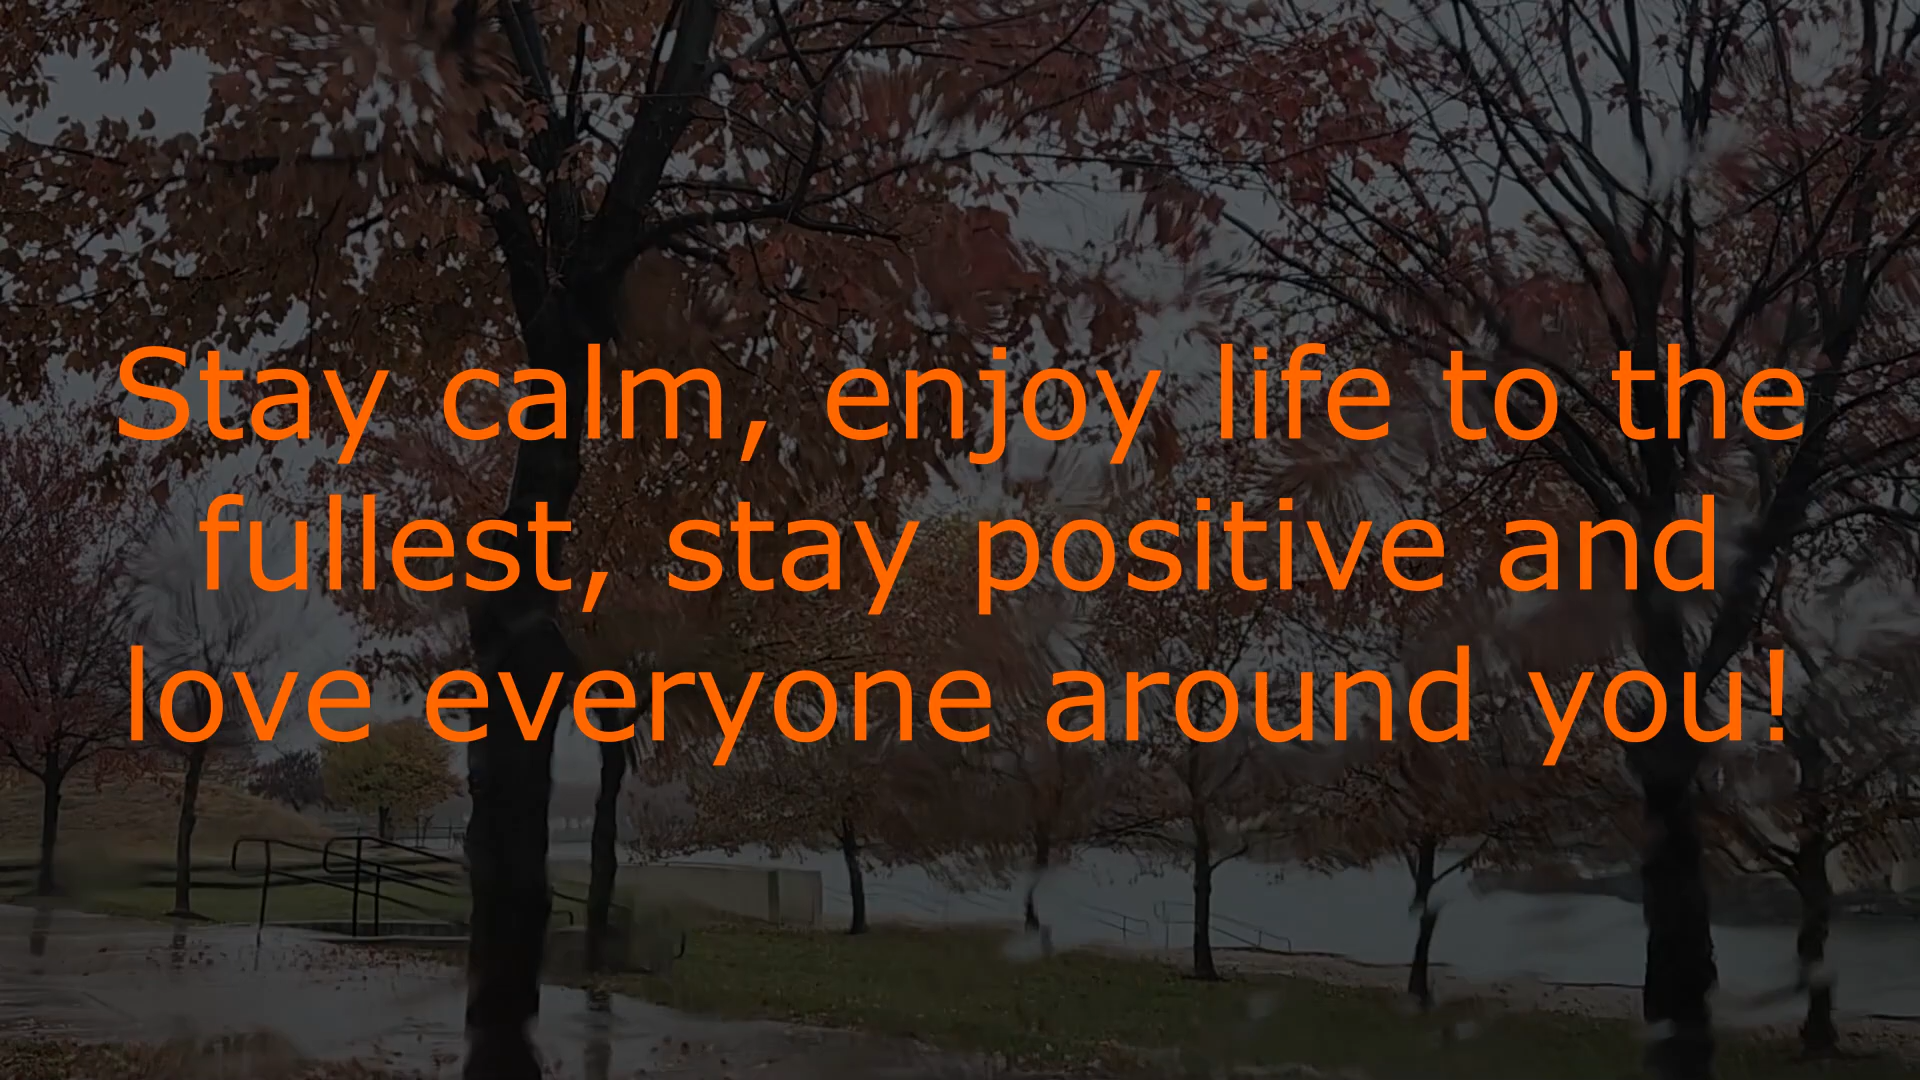 Stay calm, enjoy life to the
fullest, stay positive and
love everyone around you!